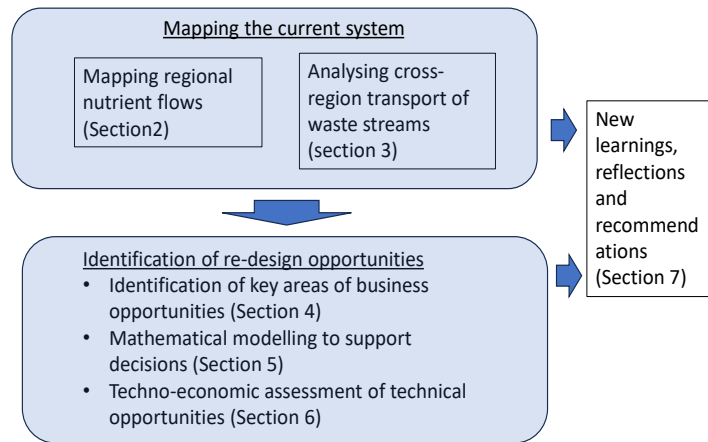 Mapping the current system
Mapping regional
nutrient flows
(Section2)
Analysing cross-
region transport of
waste streams
(section 3)
Identification of re-design opportunities
• Identification of key areas of business
opportunities (Section 4)
• Mathematical modelling to support
decisions (Section 5)
• Techno-economic assessment of technical
opportunities (Section 6)
New
learnings,
reflections
and
recommend
ations
(Section 7)